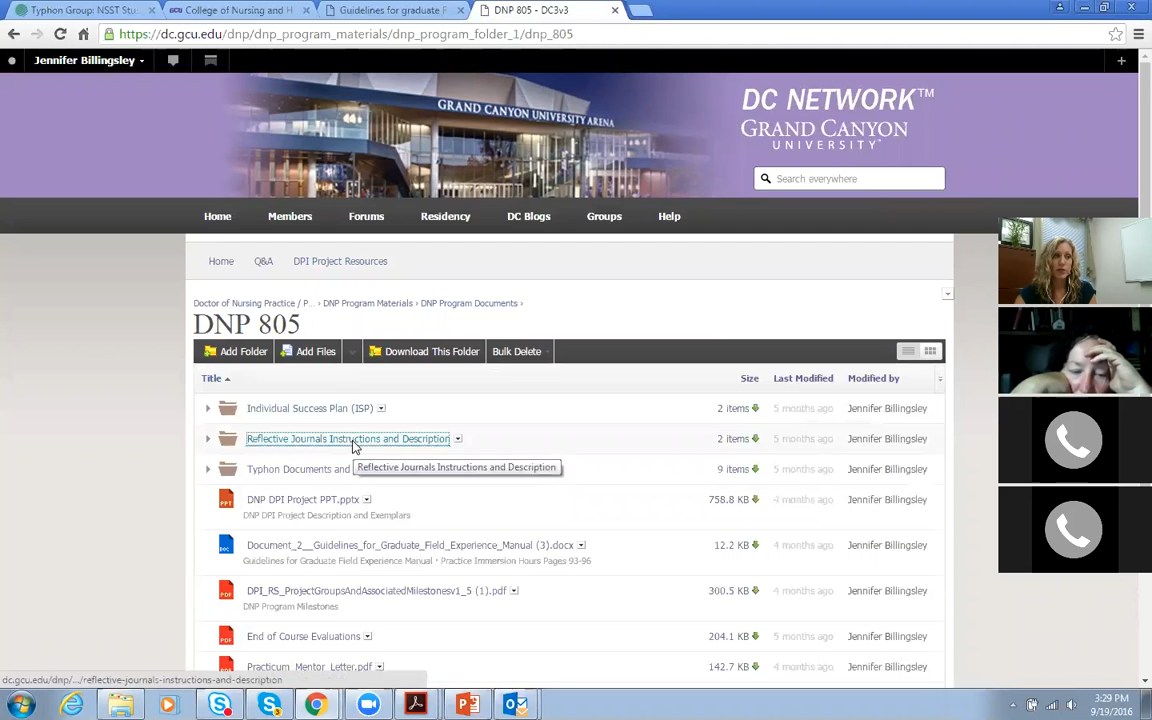 Typhon Group: NSST Stu
College of Nursing and H
Guidelines for graduate F
DNP 805 - DC3v3
https://dc.gcu.edu/dnp/dnp_program_materials/dnp_program_folder_1/dnp_805
Jennifer Billingsley
GRAND CANYON UNIVERSITY ARENA
DC NETWORK™
GRAND CANYON
UNIVERSITY
Search everywhere
Home Members Forums Residency DC Blogs Groups Help
Home Q&A DPI Project Resources
Doctor of Nursing Practice / P... › DNP Program Materials › DNP Program Documents ›
DNP 805
Add Folder Add Files Download This Folder Bulk Delete
Title Size Last Modified Modified by
Individual Success Plan (ISP) 2 items 5 months ago Jennifer Billingsley
Reflective Journals Instructions and Description 2 items 5 months ago Jennifer Billingsley
Reflective Journals Instructions and Description
Typhon Documents and 9 items 5 months ago Jennifer Billingsley
DNP DPI Project PPT.pptx 758.8 KB 4 months ago Jennifer Billingsley
DNP DPI Project Description and Exemplars
Document_2__Guidelines_for_Graduate_Field_Experience_Manual (3).docx 12.2 KB 4 months ago Jennifer Billingsley
Guidelines for Graduate Field Experience Manual • Practice Immersion Hours Pages 93-96
DPI_RS_ProjectGroupsAndAssociatedMilestonesv1_5 (1).pdf 300.5 KB 4 months ago Jennifer Billingsley
DNP Program Milestones
End of Course Evaluations 204.1 KB 5 months ago Jennifer Billingsley
Practicum_Mentor_Letter.pdf 142.7 KB 4 months ago Jennifer Billingsley
dc.gcu.edu/dnp/.../reflective-journals-instructions-and-description
3:29 PM
9/19/2016